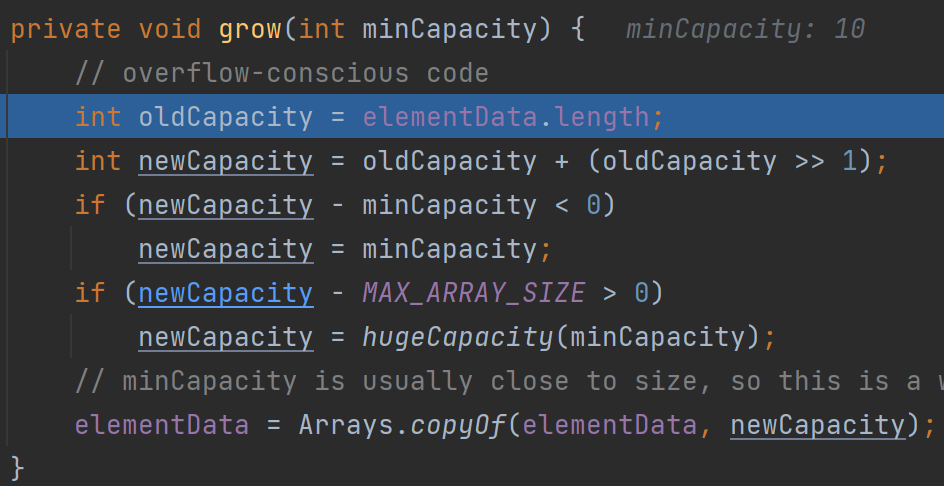 private void grow(int minCapacity) {  minCapacity: 10
    // overflow-conscious code
    int oldCapacity = elementData.length;
    int newCapacity = oldCapacity + (oldCapacity >> 1);
    if (newCapacity - minCapacity < 0)
        newCapacity = minCapacity;
    if (newCapacity - MAX_ARRAY_SIZE > 0)
        newCapacity = hugeCapacity(minCapacity);
    // minCapacity is usually close to size, so this is a
    elementData = Arrays.copyOf(elementData, newCapacity);
}